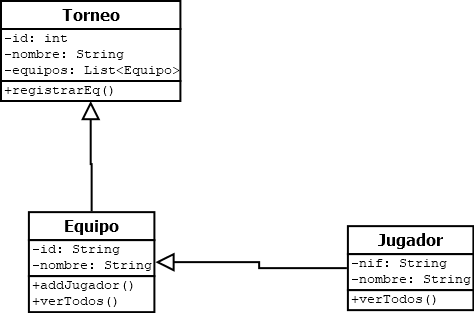 Torneo
-id: int
-nombre: String
-equipos: List<Equipo>
+registrarEq()
Equipo
-id: String
-nombre: String
+addJugador()
+verTodos()
Jugador
-nif: String
-nombre: String
+verTodos()